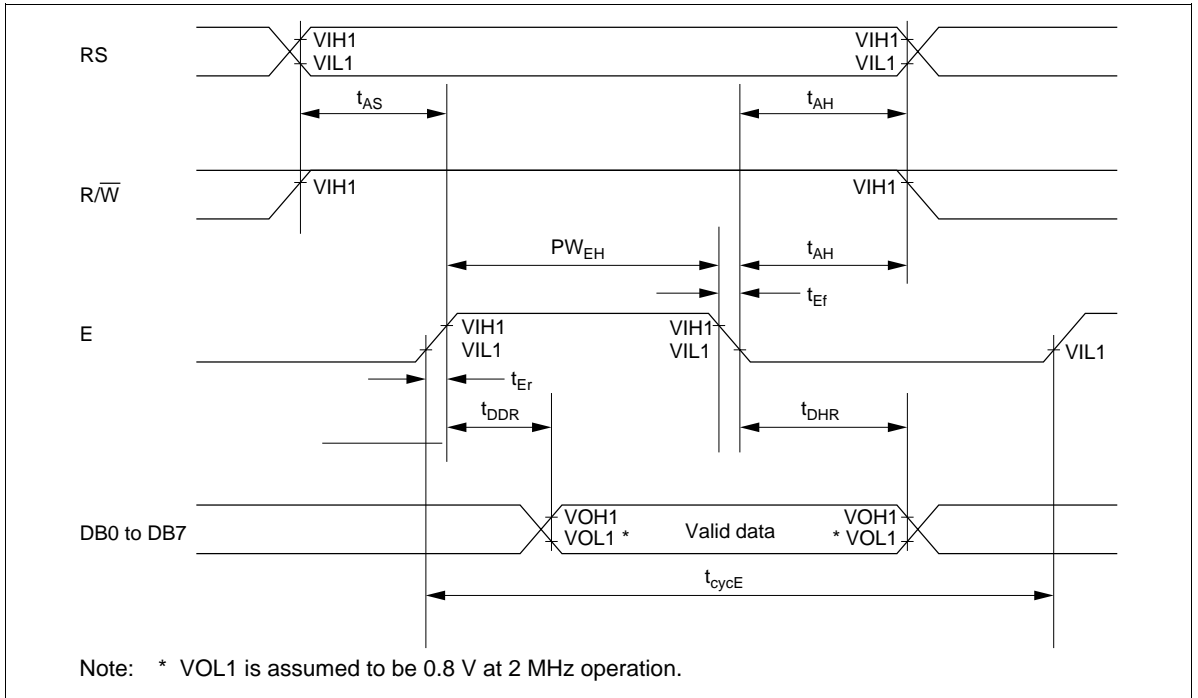 RS
VIH1
VIL1
VIH1
VIL1
tAS
tAH
R/W̅
VIH1
VIH1
PWEH
tAH
tEf
E
VIH1
VIL1
VIH1
VIL1
VIL1
tEr
tDDR
tDHR
DB0 to DB7
VOH1
VOL1 *
Valid data
VOH1
* VOL1
tcycE
Note: * VOL1 is assumed to be 0.8 V at 2 MHz operation.